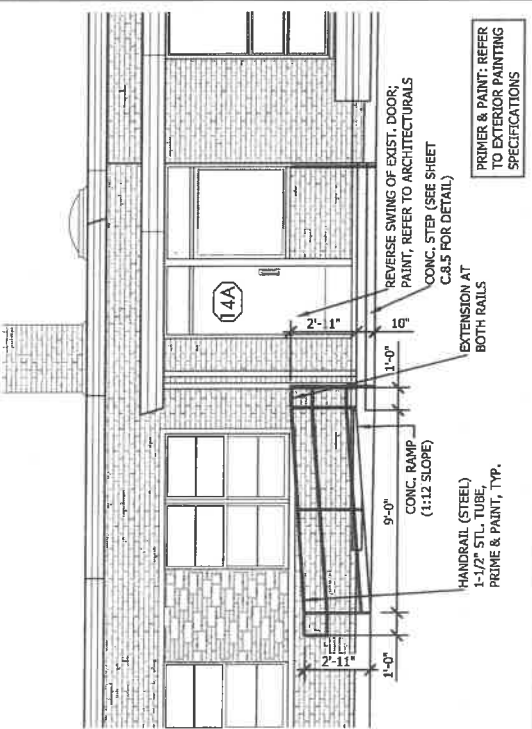 14A
REVERSE SWING OF EXIST. DOOR;
PAINT, REFER TO ARCHITECTURALS
CONC. STEP (SEE SHEET
C.8.5 FOR DETAIL)
2'-11"
10"
EXTENSION AT
BOTH RAILS
1'-0"
9'-0"
1'-0"
2'-11"
CONC. RAMP
(1:12 SLOPE)
HANDRAIL (STEEL)
1-1/2" STL. TUBE,
PRIME & PAINT, TYP.
PRIMER & PAINT: REFER
TO EXTERIOR PAINTING
SPECIFICATIONS